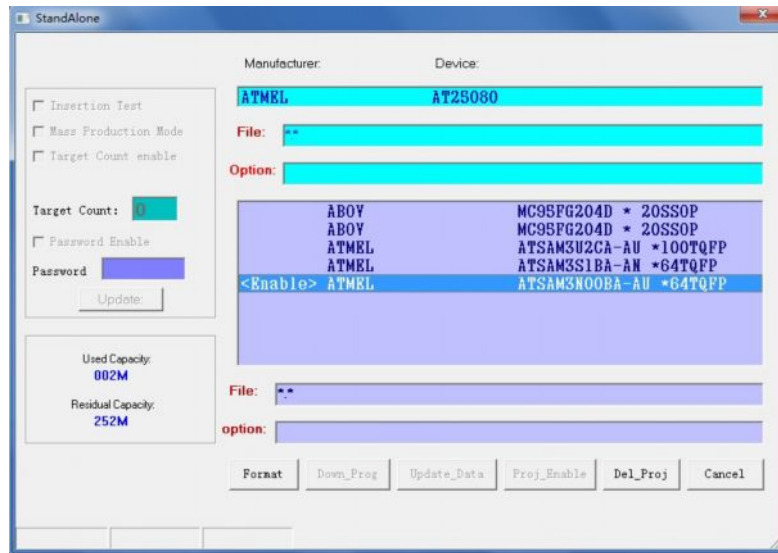 StandAlone
Manufacturer: Device:
ATMEL AT25080
File: *.*
Option:
Insertion Test
Mass Production Mode
Target Count enable
Target Count: 0
Password Enable
Password
Update:
ABOV MC95FG204D * 20SSOP
ABOV MC95FG204D * 20SSOP
ATMEL ATSAM3U2CA-AU *100TQFP
ATMEL ATSAM3S1BA-AN *64TQFP
<Enable> ATMEL ATSAM3N00BA-AU *64TQFP
Used Capacity:
002M
Residual Capacity:
252M
File: *.*
option:
Format Down_Prog Update_Data Proj_Enable Del_Proj Cancel